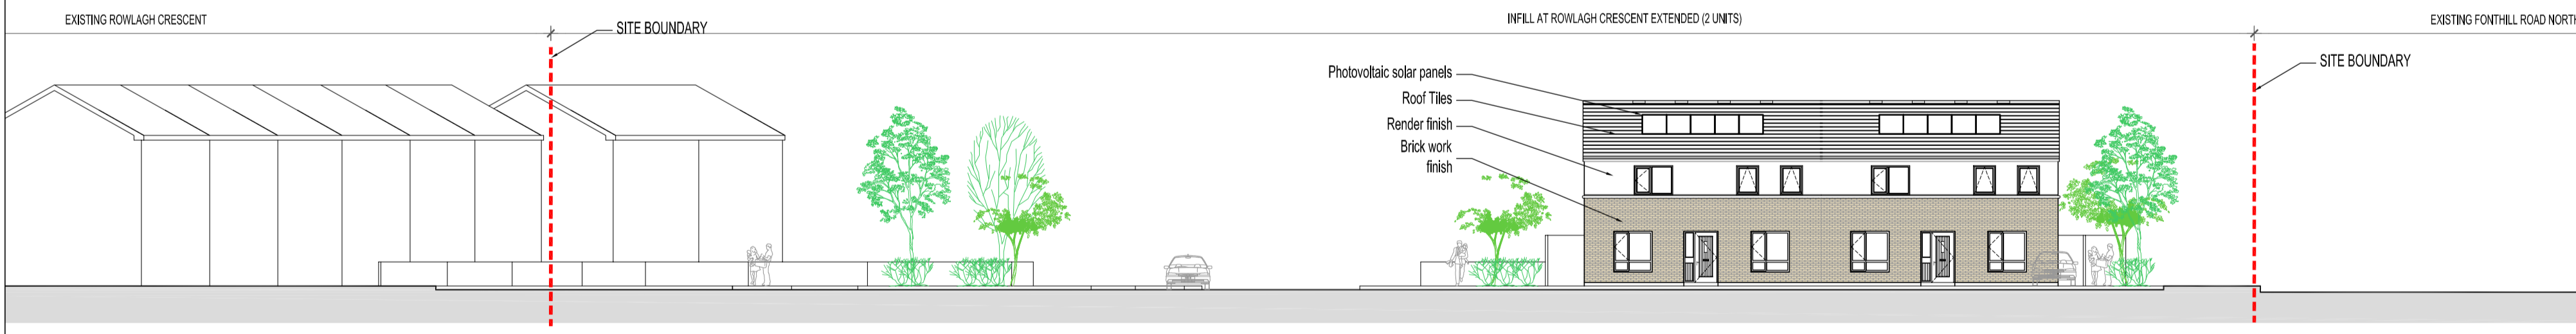 EXISTING ROWLAGH CRESCENT
SITE BOUNDARY
INFILL AT ROWLAGH CRESCENT EXTENDED (2 UNITS)
EXISTING FONTHILL ROAD NORTH
SITE BOUNDARY
Photovoltaic solar panels
Roof Tiles
Render finish
Brick work
finish